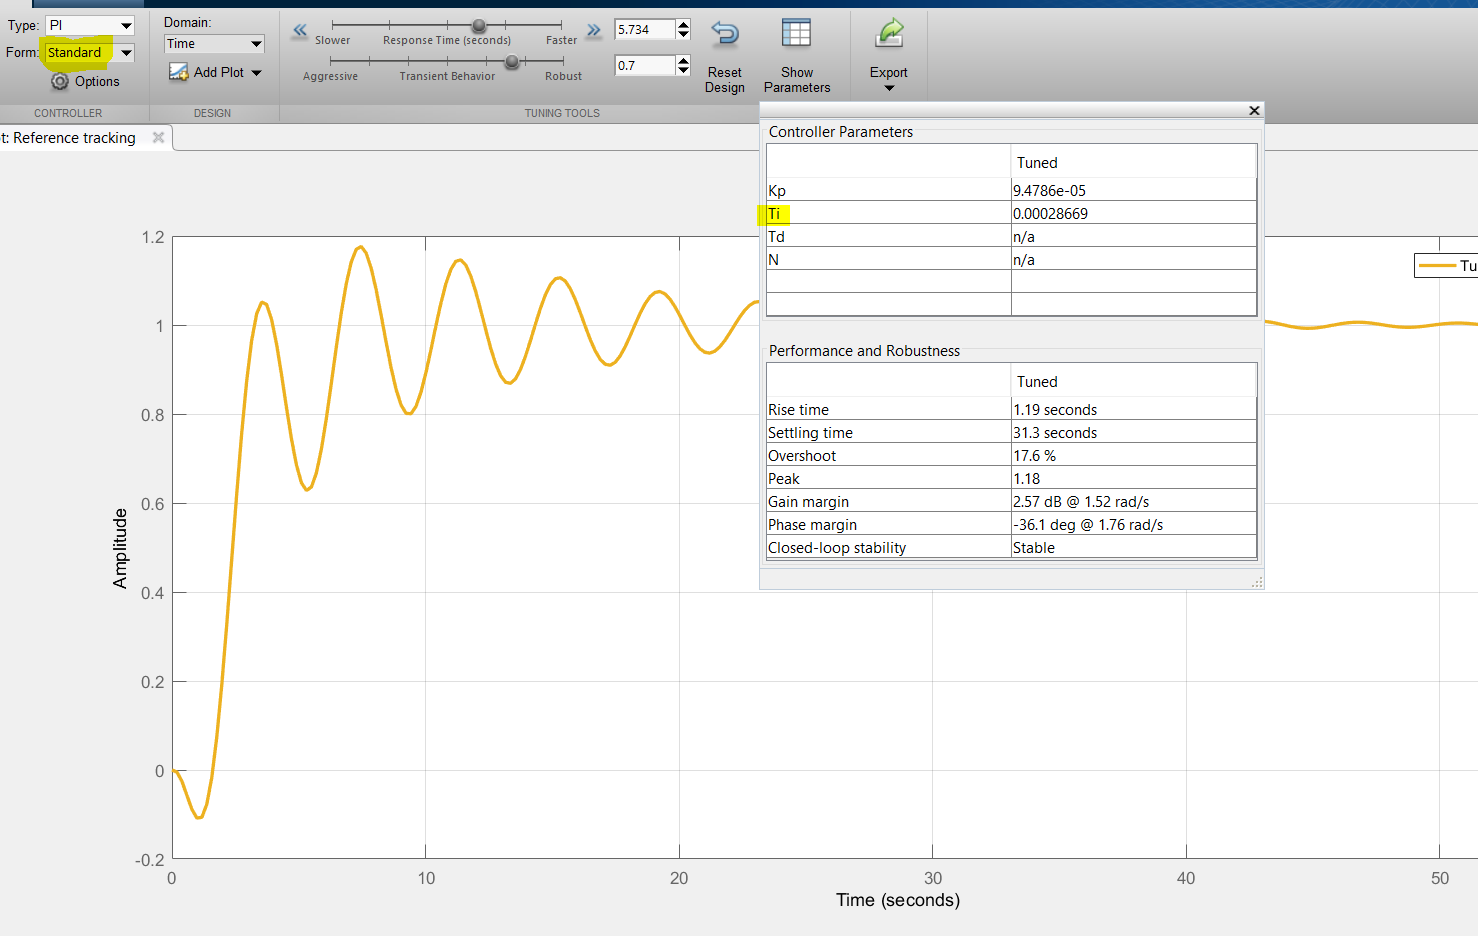 Type: PI
Form: Standard
Options
CONTROLLER
Domain:
Time
Add Plot
DESIGN
Slower Response Time (seconds) Faster
5.734
Aggressive Transient Behavior Robust
0.7
TUNING TOOLS
Reset
Design
Show
Parameters
Export
t: Reference tracking
Controller Parameters
Tuned
Kp 9.4786e-05
Ti 0.00028669
Td n/a
N n/a
Performance and Robustness
Tuned
Rise time 1.19 seconds
Settling time 31.3 seconds
Overshoot 17.6 %
Peak 1.18
Gain margin 2.57 dB @ 1.52 rad/s
Phase margin -36.1 deg @ 1.76 rad/s
Closed-loop stability Stable
Tu
1.2
1
0.8
0.6
0.4
0.2
0
-0.2
Amplitude
0 10 20 30 40 50
Time (seconds)